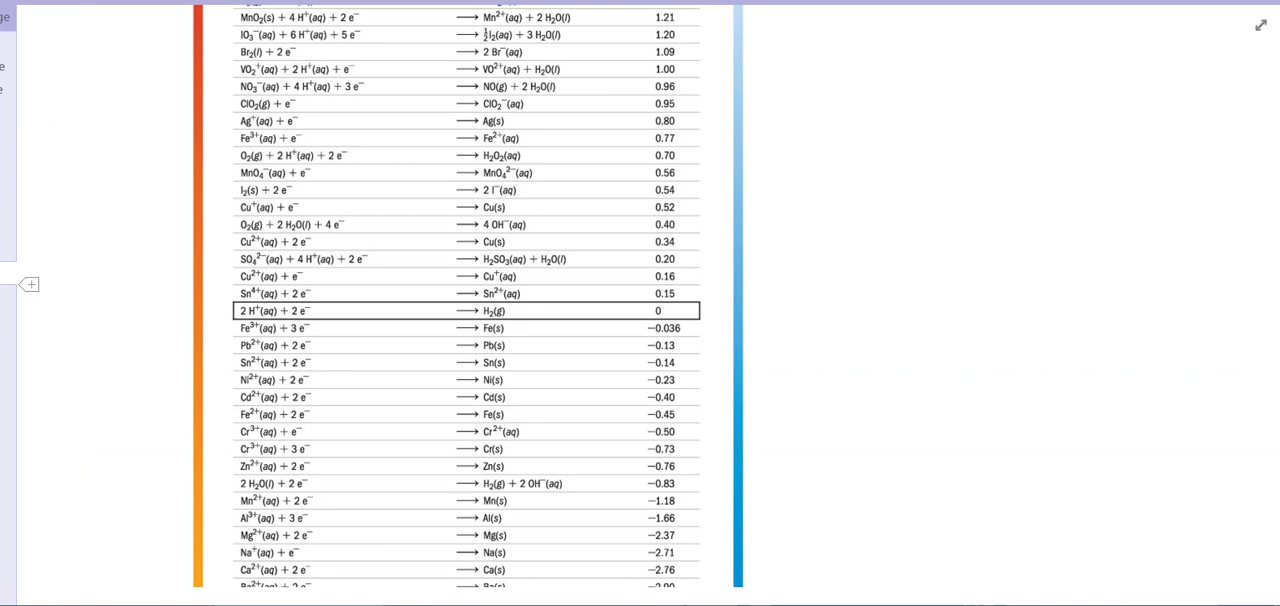 ge
MnO₂(s) + 4 H⁺(aq) + 2 e⁻ ⟶ Mn²⁺(aq) + 2 H₂O(l) 1.21
IO₃⁻(aq) + 6 H⁺(aq) + 5 e⁻ ⟶ ½I₂(aq) + 3 H₂O(l) 1.20
Br₂(l) + 2 e⁻ ⟶ 2 Br⁻(aq) 1.09
e
VO₂⁺(aq) + 2 H⁺(aq) + e⁻ ⟶ VO²⁺(aq) + H₂O(l) 1.00
e
NO₃⁻(aq) + 4 H⁺(aq) + 3 e⁻ ⟶ NO(g) + 2 H₂O(l) 0.96
ClO₂(g) + e⁻ ⟶ ClO₂⁻(aq) 0.95
Ag⁺(aq) + e⁻ ⟶ Ag(s) 0.80
Fe³⁺(aq) + e⁻ ⟶ Fe²⁺(aq) 0.77
O₂(g) + 2 H⁺(aq) + 2 e⁻ ⟶ H₂O₂(aq) 0.70
MnO₄⁻(aq) + e⁻ ⟶ MnO₄²⁻(aq) 0.56
I₂(s) + 2 e⁻ ⟶ 2 I⁻(aq) 0.54
Cu⁺(aq) + e⁻ ⟶ Cu(s) 0.52
O₂(g) + 2 H₂O(l) + 4 e⁻ ⟶ 4 OH⁻(aq) 0.40
Cu²⁺(aq) + 2 e⁻ ⟶ Cu(s) 0.34
SO₄²⁻(aq) + 4 H⁺(aq) + 2 e⁻ ⟶ H₂SO₃(aq) + H₂O(l) 0.20
Cu²⁺(aq) + e⁻ ⟶ Cu⁺(aq) 0.16
Sn⁴⁺(aq) + 2 e⁻ ⟶ Sn²⁺(aq) 0.15
2 H⁺(aq) + 2 e⁻ ⟶ H₂(g) 0
Fe³⁺(aq) + 3 e⁻ ⟶ Fe(s) −0.036
Pb²⁺(aq) + 2 e⁻ ⟶ Pb(s) −0.13
Sn²⁺(aq) + 2 e⁻ ⟶ Sn(s) −0.14
Ni²⁺(aq) + 2 e⁻ ⟶ Ni(s) −0.23
Cd²⁺(aq) + 2 e⁻ ⟶ Cd(s) −0.40
Fe²⁺(aq) + 2 e⁻ ⟶ Fe(s) −0.45
Cr³⁺(aq) + e⁻ ⟶ Cr²⁺(aq) −0.50
Cr³⁺(aq) + 3 e⁻ ⟶ Cr(s) −0.73
Zn²⁺(aq) + 2 e⁻ ⟶ Zn(s) −0.76
2 H₂O(l) + 2 e⁻ ⟶ H₂(g) + 2 OH⁻(aq) −0.83
Mn²⁺(aq) + 2 e⁻ ⟶ Mn(s) −1.18
Al³⁺(aq) + 3 e⁻ ⟶ Al(s) −1.66
Mg²⁺(aq) + 2 e⁻ ⟶ Mg(s) −2.37
Na⁺(aq) + e⁻ ⟶ Na(s) −2.71
Ca²⁺(aq) + 2 e⁻ ⟶ Ca(s) −2.76